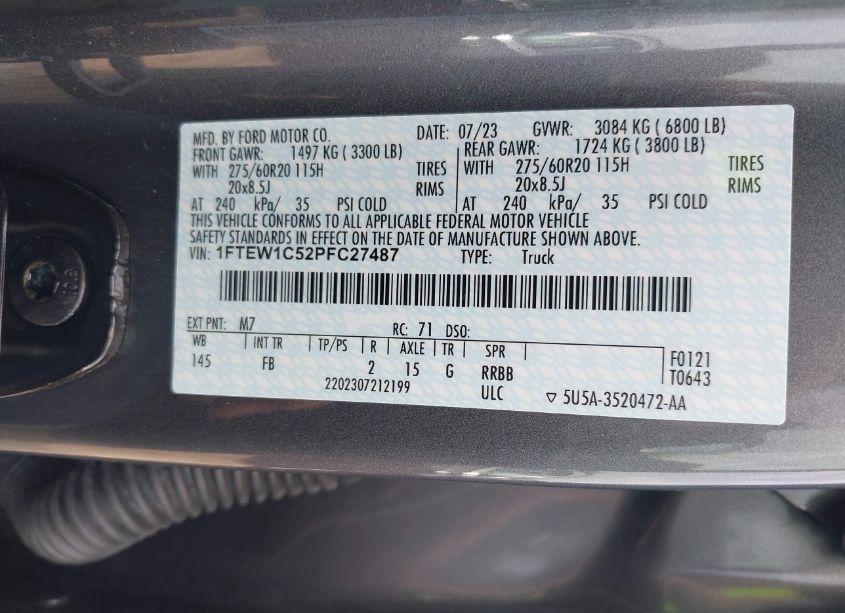 MFD. BY FORD MOTOR CO. DATE: 07/23 GVWR: 3084 KG ( 6800 LB)
FRONT GAWR: 1497 KG ( 3300 LB) REAR GAWR: 1724 KG ( 3800 LB)
WITH 275/60R20 115H TIRES WITH 275/60R20 115H TIRES
20x8.5J RIMS 20x8.5J RIMS
AT 240 kPa/ 35 PSI COLD AT 240 kPa/ 35 PSI COLD
THIS VEHICLE CONFORMS TO ALL APPLICABLE FEDERAL MOTOR VEHICLE
SAFETY STANDARDS IN EFFECT ON THE DATE OF MANUFACTURE SHOWN ABOVE.
VIN: 1FTEW1C52PFC27487 TYPE: Truck
EXT PNT: M7 RC: 71 DSO:
WB INT TR TP/PS R AXLE TR SPR F0121
145 FB 2 15 G RRBB T0643
2202307212199 ULC ▽ 5U5A-3520472-AA
10.9